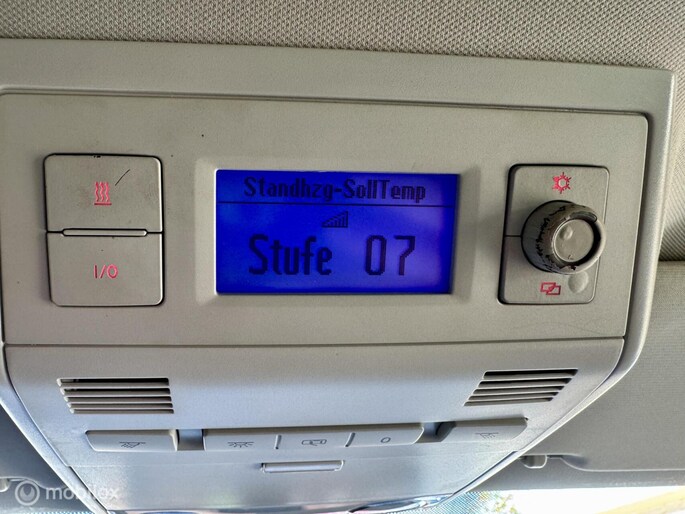 Standhzg-SollTemp
Stufe 07
I/O
O
mobilox